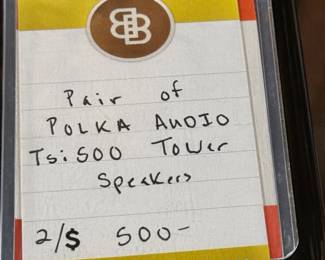 Pair of
POLKA AUDIO
Tsi500 Tower
Speakers
2/$ 500-